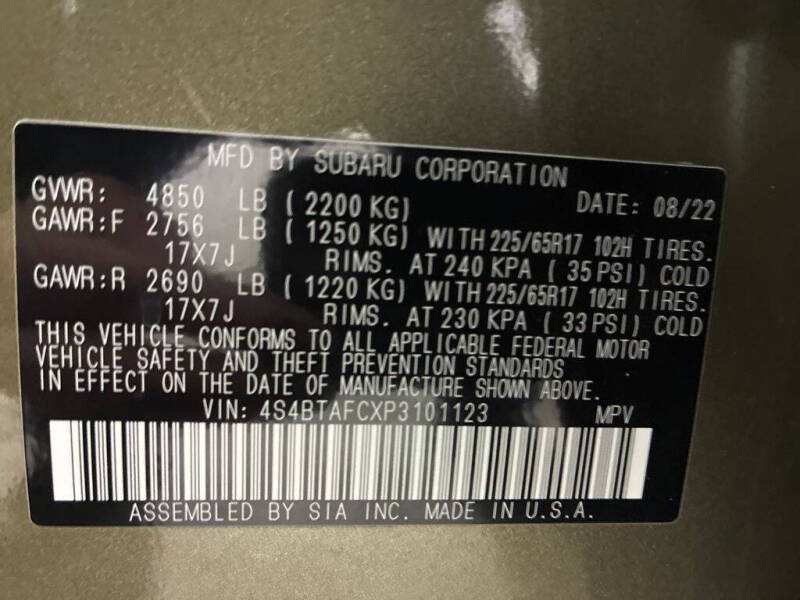 MFD BY SUBARU CORPORATION
GVWR: 4850 LB ( 2200 KG) DATE: 08/22
GAWR:F 2756 LB ( 1250 KG) WITH 225/65R17 102H TIRES.
17X7J RIMS. AT 240 KPA ( 35 PSI) COLD
GAWR:R 2690 LB ( 1220 KG) WITH 225/65R17 102H TIRES.
17X7J RIMS. AT 230 KPA ( 33 PSI) COLD
THIS VEHICLE CONFORMS TO ALL APPLICABLE FEDERAL MOTOR
VEHICLE SAFETY AND THEFT PREVENTION STANDARDS
IN EFFECT ON THE DATE OF MANUFACTURE SHOWN ABOVE.
VIN: 4S4BTAFCXP3101123 MPV
ASSEMBLED BY SIA INC. MADE IN U.S.A.